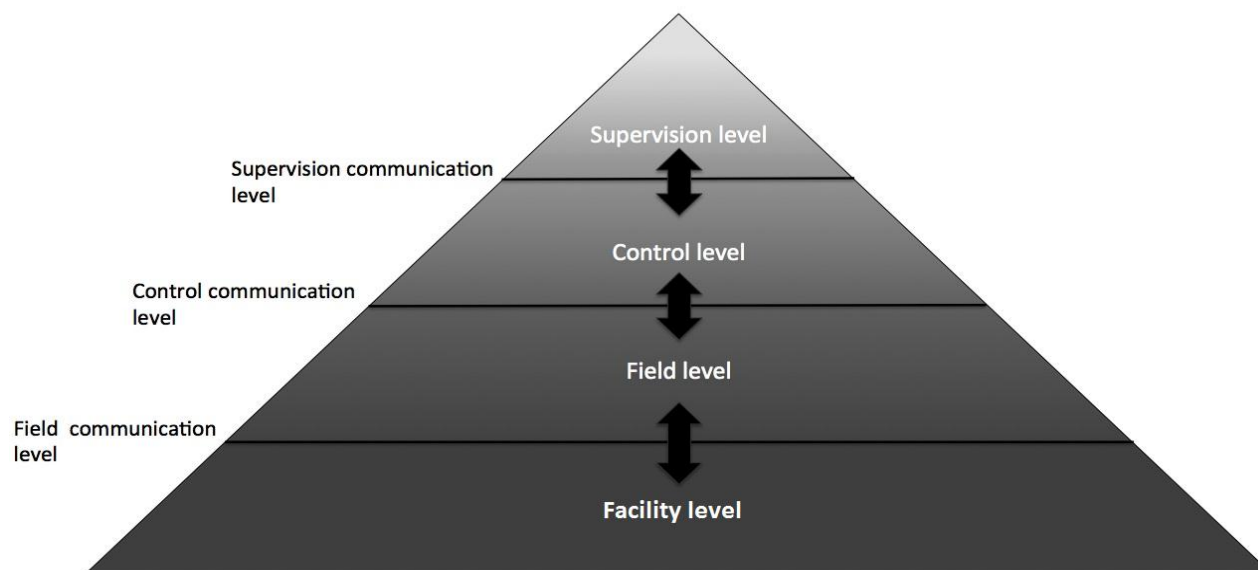 Supervision level
Supervision communication
level
Control level
Control communication
level
Field level
Field communication
level
Facility level